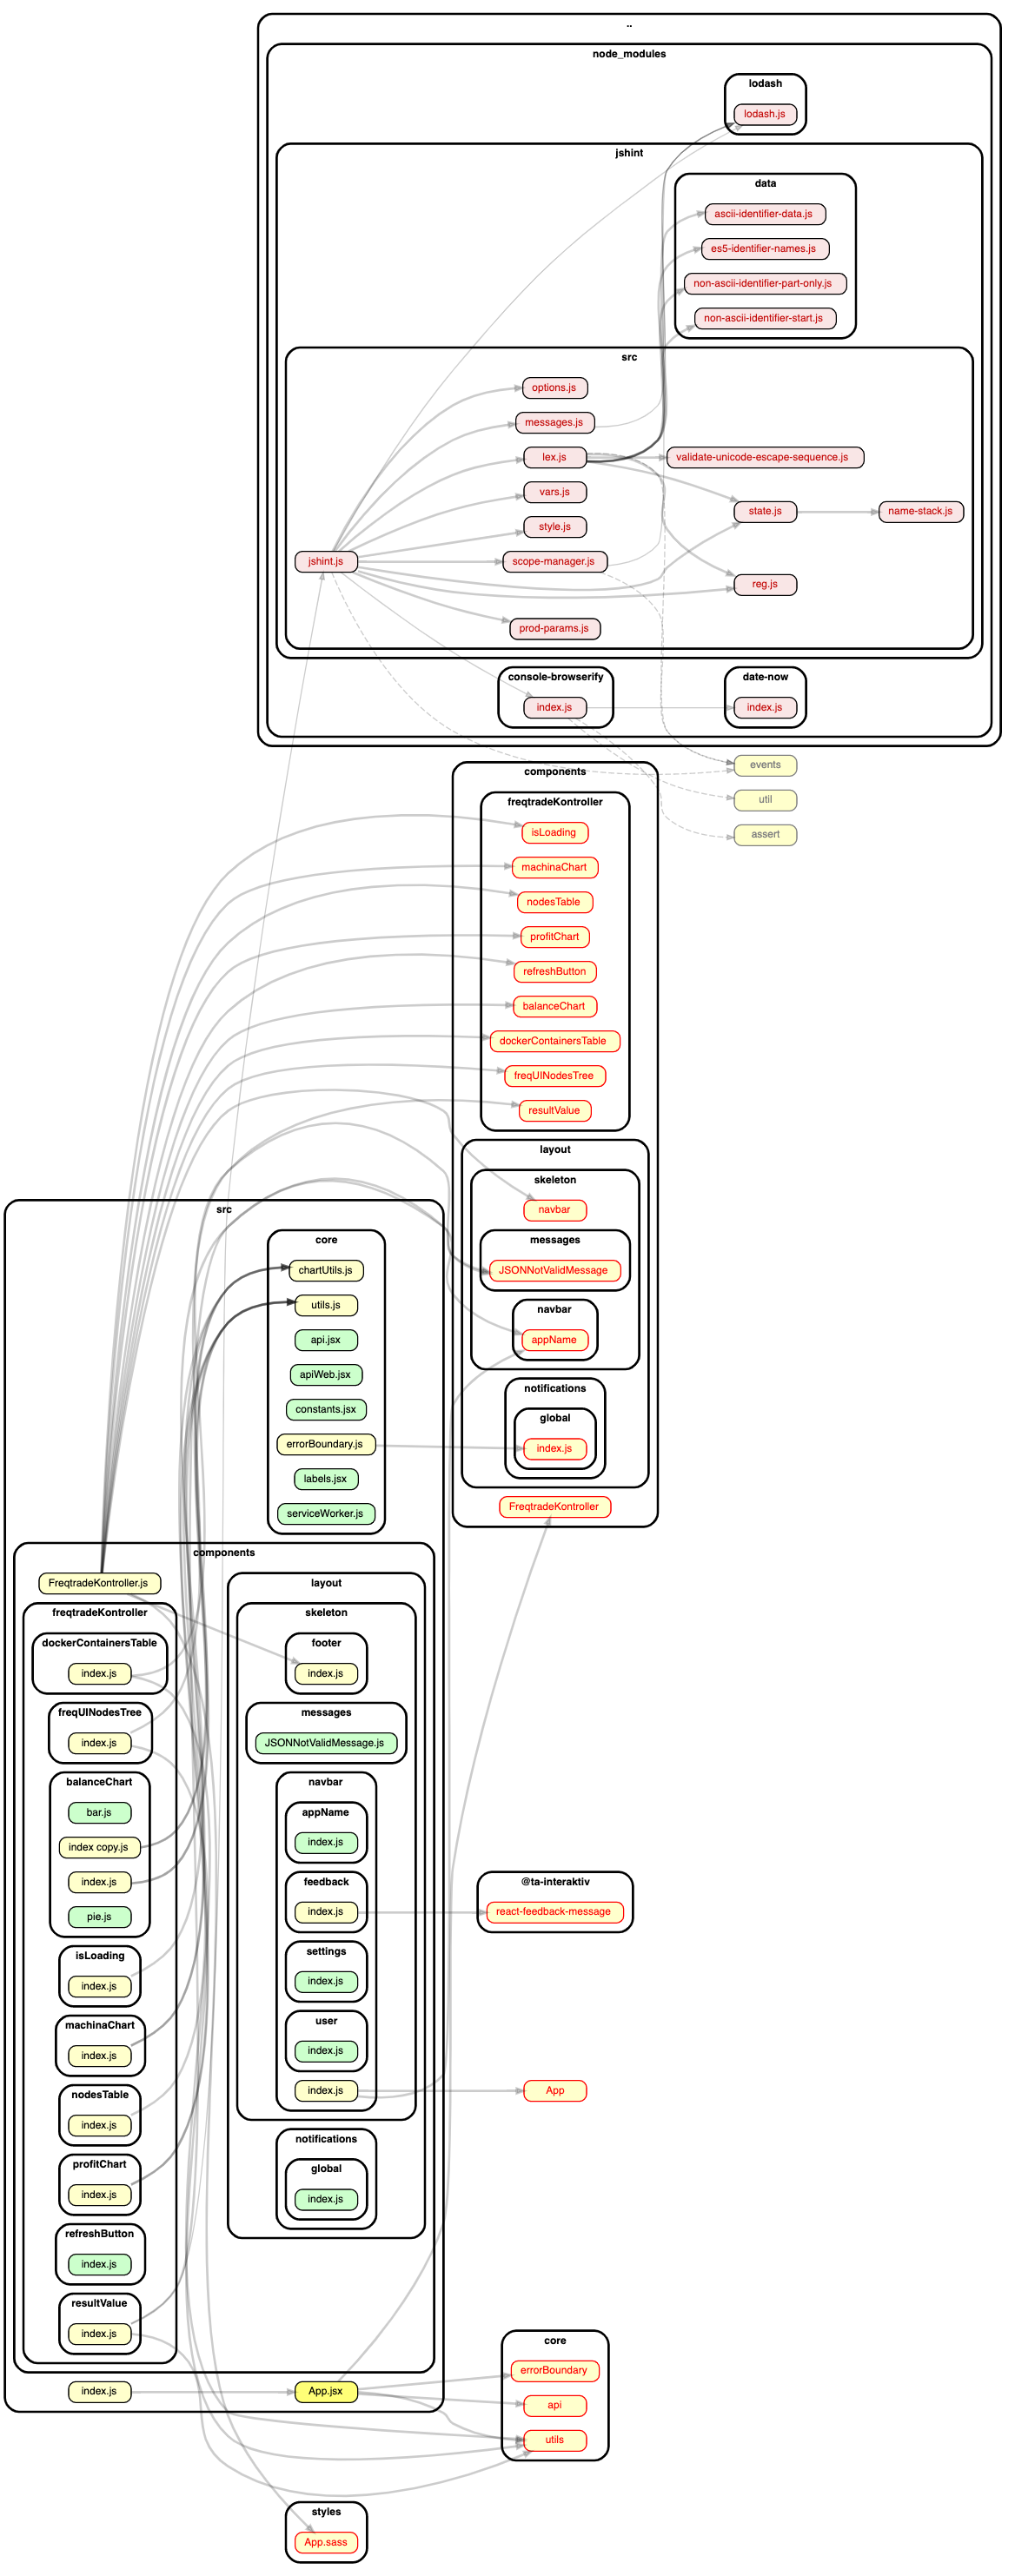 ..
node_modules
lodash
lodash.js
jshint
data
ascii-identifier-data.js
es5-identifier-names.js
non-ascii-identifier-part-only.js
non-ascii-identifier-start.js
src
options.js
messages.js
lex.js
validate-unicode-escape-sequence.js
vars.js
state.js
name-stack.js
style.js
jshint.js
scope-manager.js
reg.js
prod-params.js
console-browserify
index.js
date-now
index.js
events
util
assert
components
freqtradeKontroller
isLoading
machinaChart
nodesTable
profitChart
refreshButton
balanceChart
dockerContainersTable
freqUINodesTree
resultValue
layout
skeleton
navbar
messages
JSONNotValidMessage
navbar
appName
notifications
global
index.js
FreqtradeKontroller
src
core
chartUtils.js
utils.js
api.jsx
apiWeb.jsx
constants.jsx
errorBoundary.js
labels.jsx
serviceWorker.js
components
FreqtradeKontroller.js
freqtradeKontroller
dockerContainersTable
index.js
freqUINodesTree
index.js
balanceChart
bar.js
index copy.js
index.js
pie.js
isLoading
index.js
machinaChart
index.js
nodesTable
index.js
profitChart
index.js
refreshButton
index.js
resultValue
index.js
layout
skeleton
footer
index.js
messages
JSONNotValidMessage.js
navbar
appName
index.js
feedback
index.js
settings
index.js
user
index.js
index.js
notifications
global
index.js
index.js
App.jsx
@ta-interaktiv
react-feedback-message
App
core
errorBoundary
api
utils
styles
App.sass